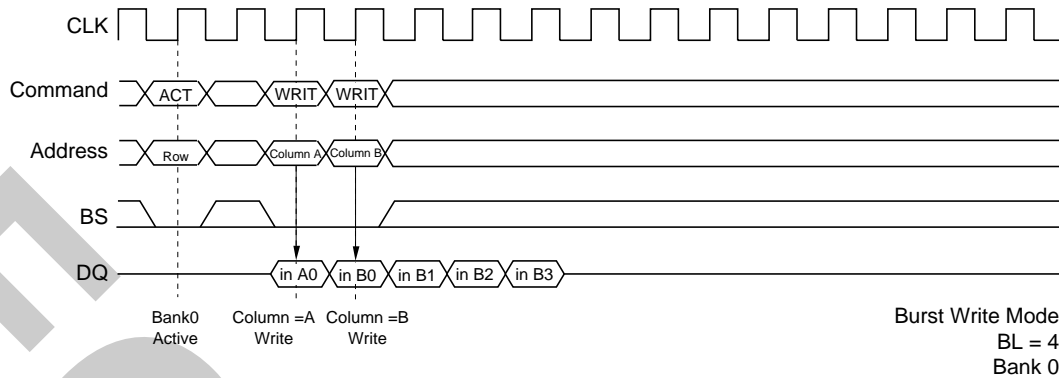 CLK
Command ACT WRIT WRIT
Address Row Column A Column B
BS
DQ in A0 in B0 in B1 in B2 in B3
Bank0 Column =A Column =B
Active Write Write
Burst Write Mode
BL = 4
Bank 0